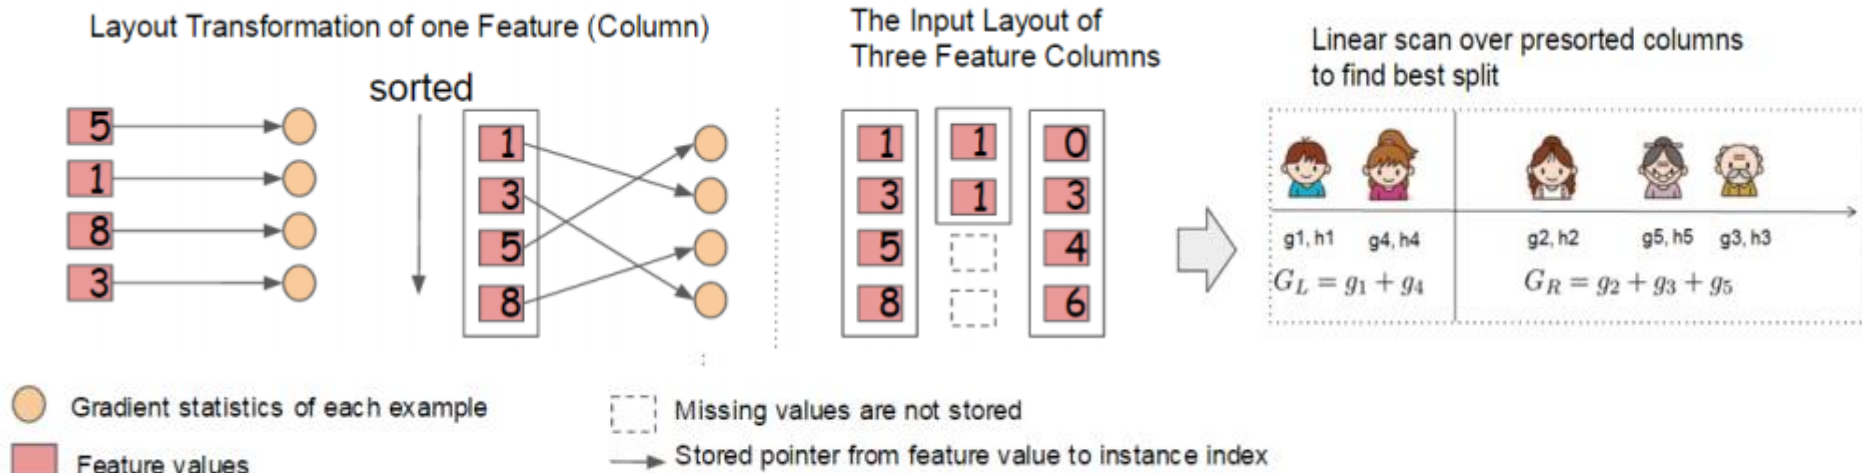 Layout Transformation of one Feature (Column)
sorted
5
1
8
3
1
3
5
8
The Input Layout of
Three Feature Columns
1
3
5
8
1
1
0
3
4
6
Linear scan over presorted columns
to find best split
g1, h1 g4, h4 g2, h2 g5, h5 g3, h3
G_L = g_1 + g_4 G_R = g_2 + g_3 + g_5
Gradient statistics of each example
Feature values
Missing values are not stored
Stored pointer from feature value to instance index